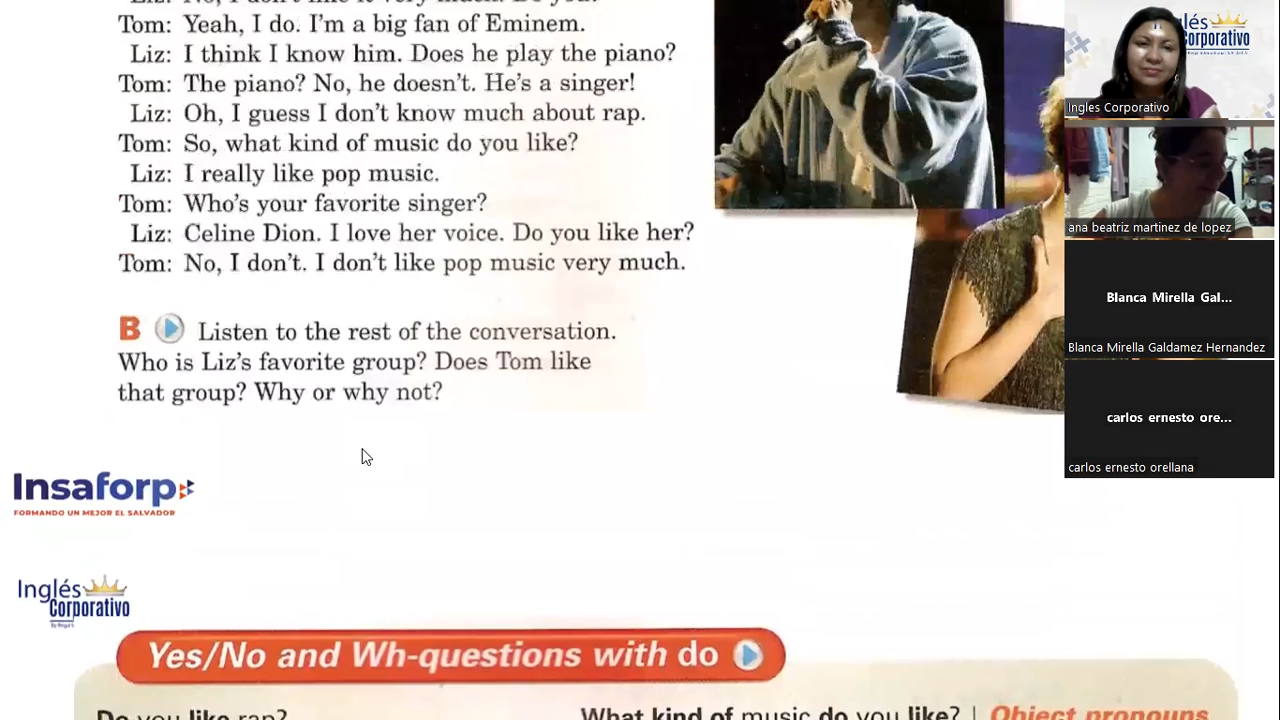 Tom: Yeah, I do. I'm a big fan of Eminem.
Liz: I think I know him. Does he play the piano?
Tom: The piano? No, he doesn't. He's a singer!
Liz: Oh, I guess I don't know much about rap.
Tom: So, what kind of music do you like?
Liz: I really like pop music.
Tom: Who's your favorite singer?
Liz: Celine Dion. I love her voice. Do you like her?
Tom: No, I don't. I don't like pop music very much.
B Listen to the rest of the conversation.
Who is Liz's favorite group? Does Tom like
that group? Why or why not?
Insaforp
FORMANDO UN MEJOR EL SALVADOR
Inglés
Corporativo
Yes/No and Wh-questions with do
Do you like rap?
What kind of music do you like?
Object pronouns
Corporativo
Ingles Corporativo
ana beatriz martinez de lopez
Blanca Mirella Gal...
Blanca Mirella Galdamez Hernandez
carlos ernesto ore...
carlos ernesto orellana